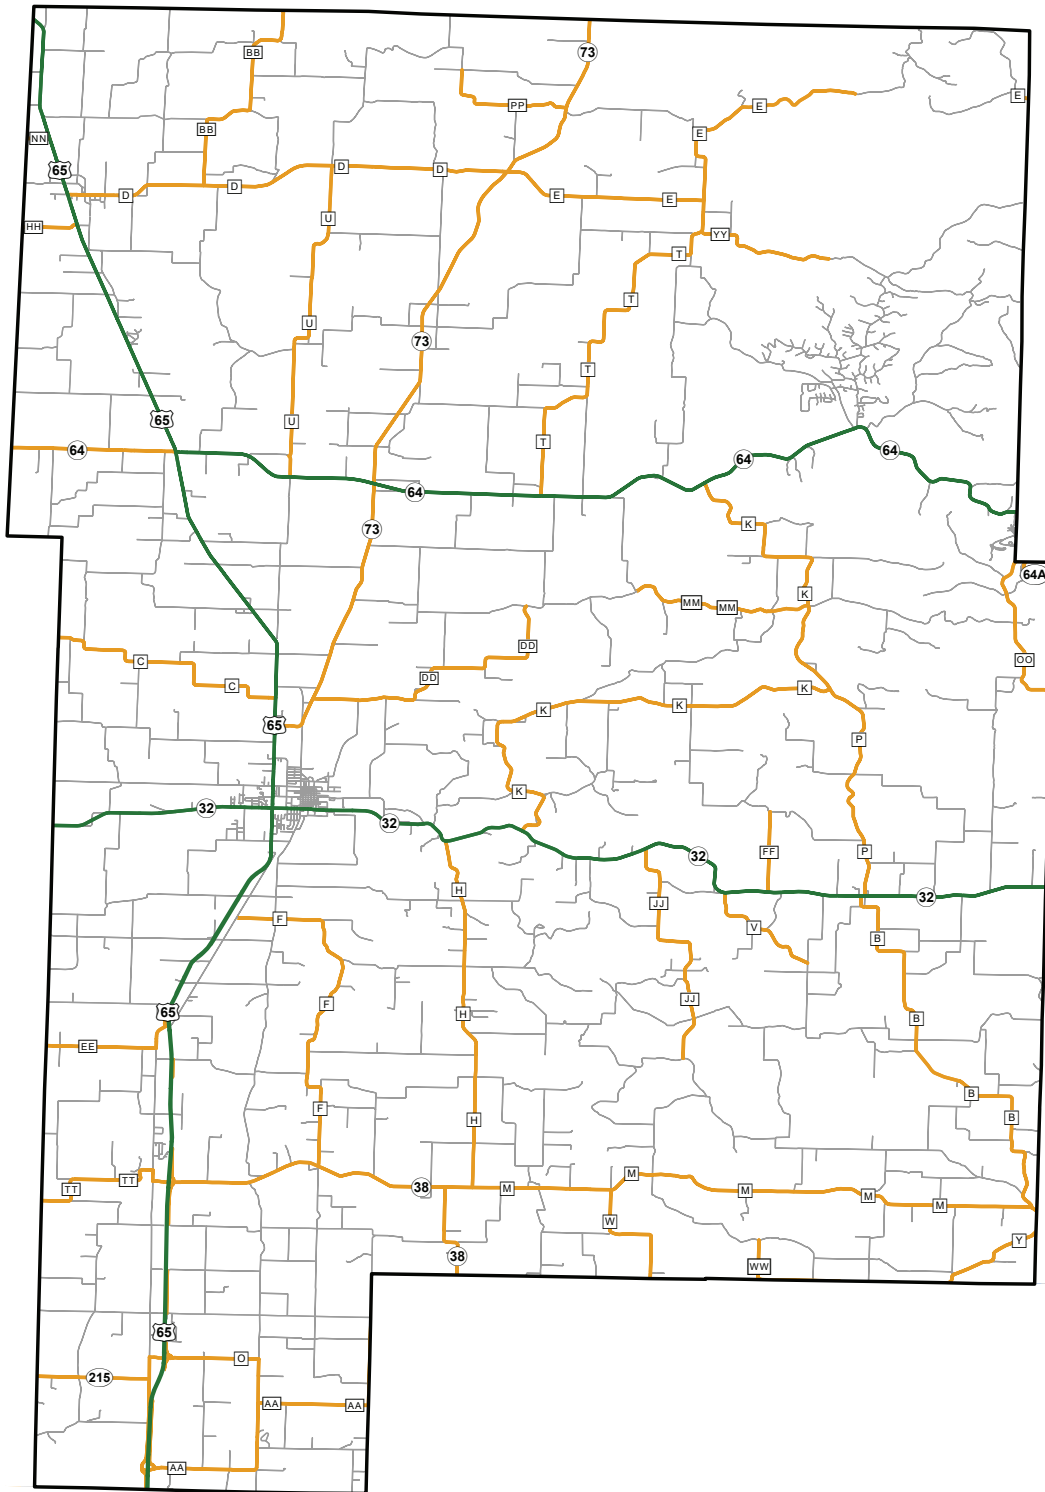 BB
73
E
PP
E
BB
E
NN
65
D
D
E
D
D
E
U
HH
YY
T
T
U
73
T
65
U
T
64
64
64
64
K
73
K
MM
MM
DD
OO
C
DD
C
K
K
K
65
P
K
32
32
P
FF
32
H
32
JJ
F
V
B
JJ
F
65
H
B
EE
B
F
B
H
M
TT
38
M
TT
M
M
M
W
Y
38
WW
65
O
215
AA
AA
AA
64A